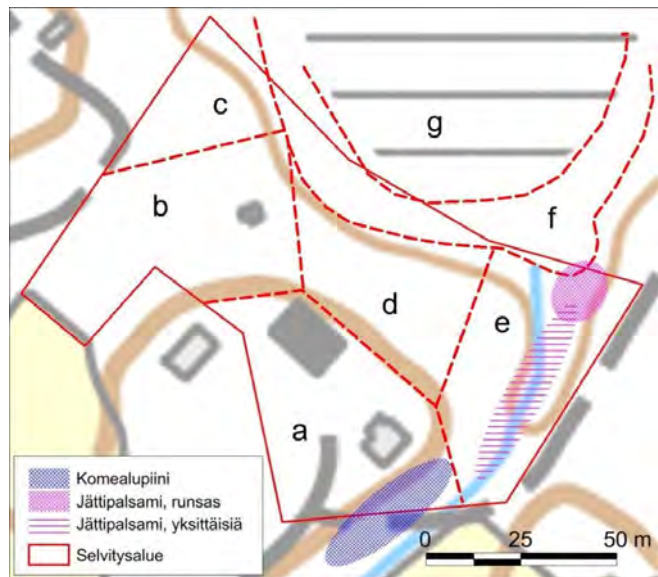 c
g
b
f
d
e
a
Komealupiini
Jättipalsami, runsas
Jättipalsami, yksittäisiä
Selvitysalue
0 25 50 m